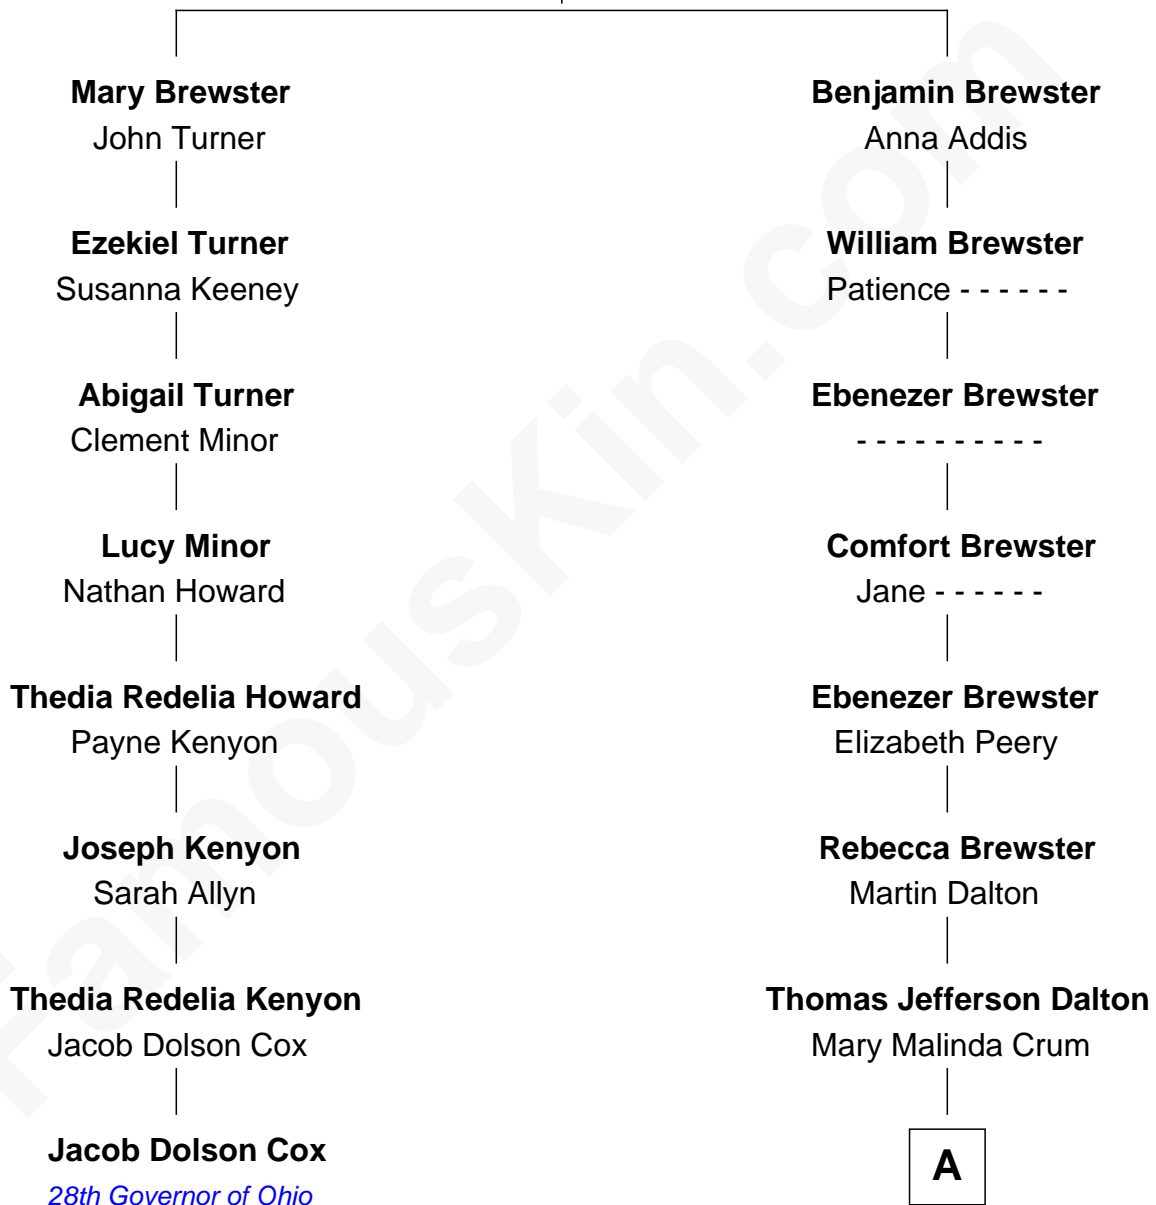 Mary Brewster
John Turner
Benjamin Brewster
Anna Addis
Ezekiel Turner
Susanna Keeney
William Brewster
Patience - - - - - -
Abigail Turner
Clement Minor
Ebenezer Brewster
- - - - - - - - - -
Lucy Minor
Nathan Howard
Comfort Brewster
Jane - - - - - -
Thedia Redelia Howard
Payne Kenyon
Ebenezer Brewster
Elizabeth Peery
Joseph Kenyon
Sarah Allyn
Rebecca Brewster
Martin Dalton
Thedia Redelia Kenyon
Jacob Dolson Cox
Thomas Jefferson Dalton
Mary Malinda Crum
Jacob Dolson Cox
28th Governor of Ohio
A
FamousKin.com